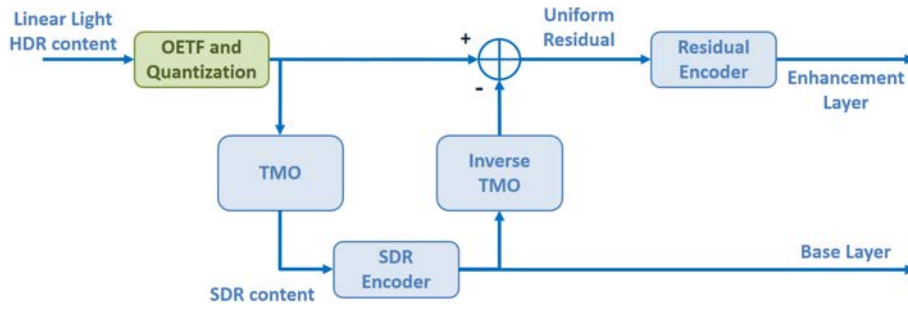 Linear Light
HDR content
OETF and
Quantization
+
-
Uniform
Residual
Residual
Encoder
Enhancement
Layer
TMO
Inverse
TMO
SDR content
SDR
Encoder
Base Layer